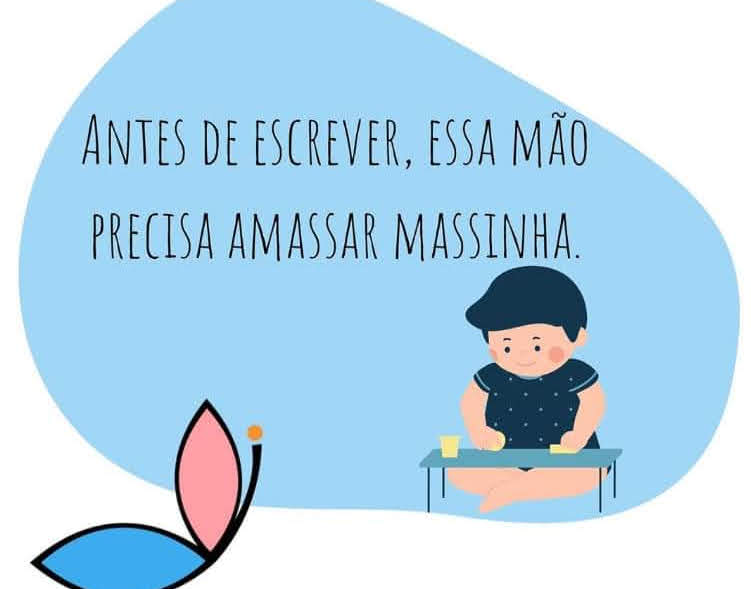 Antes de escrever, essa mão
precisa amassar massinha.